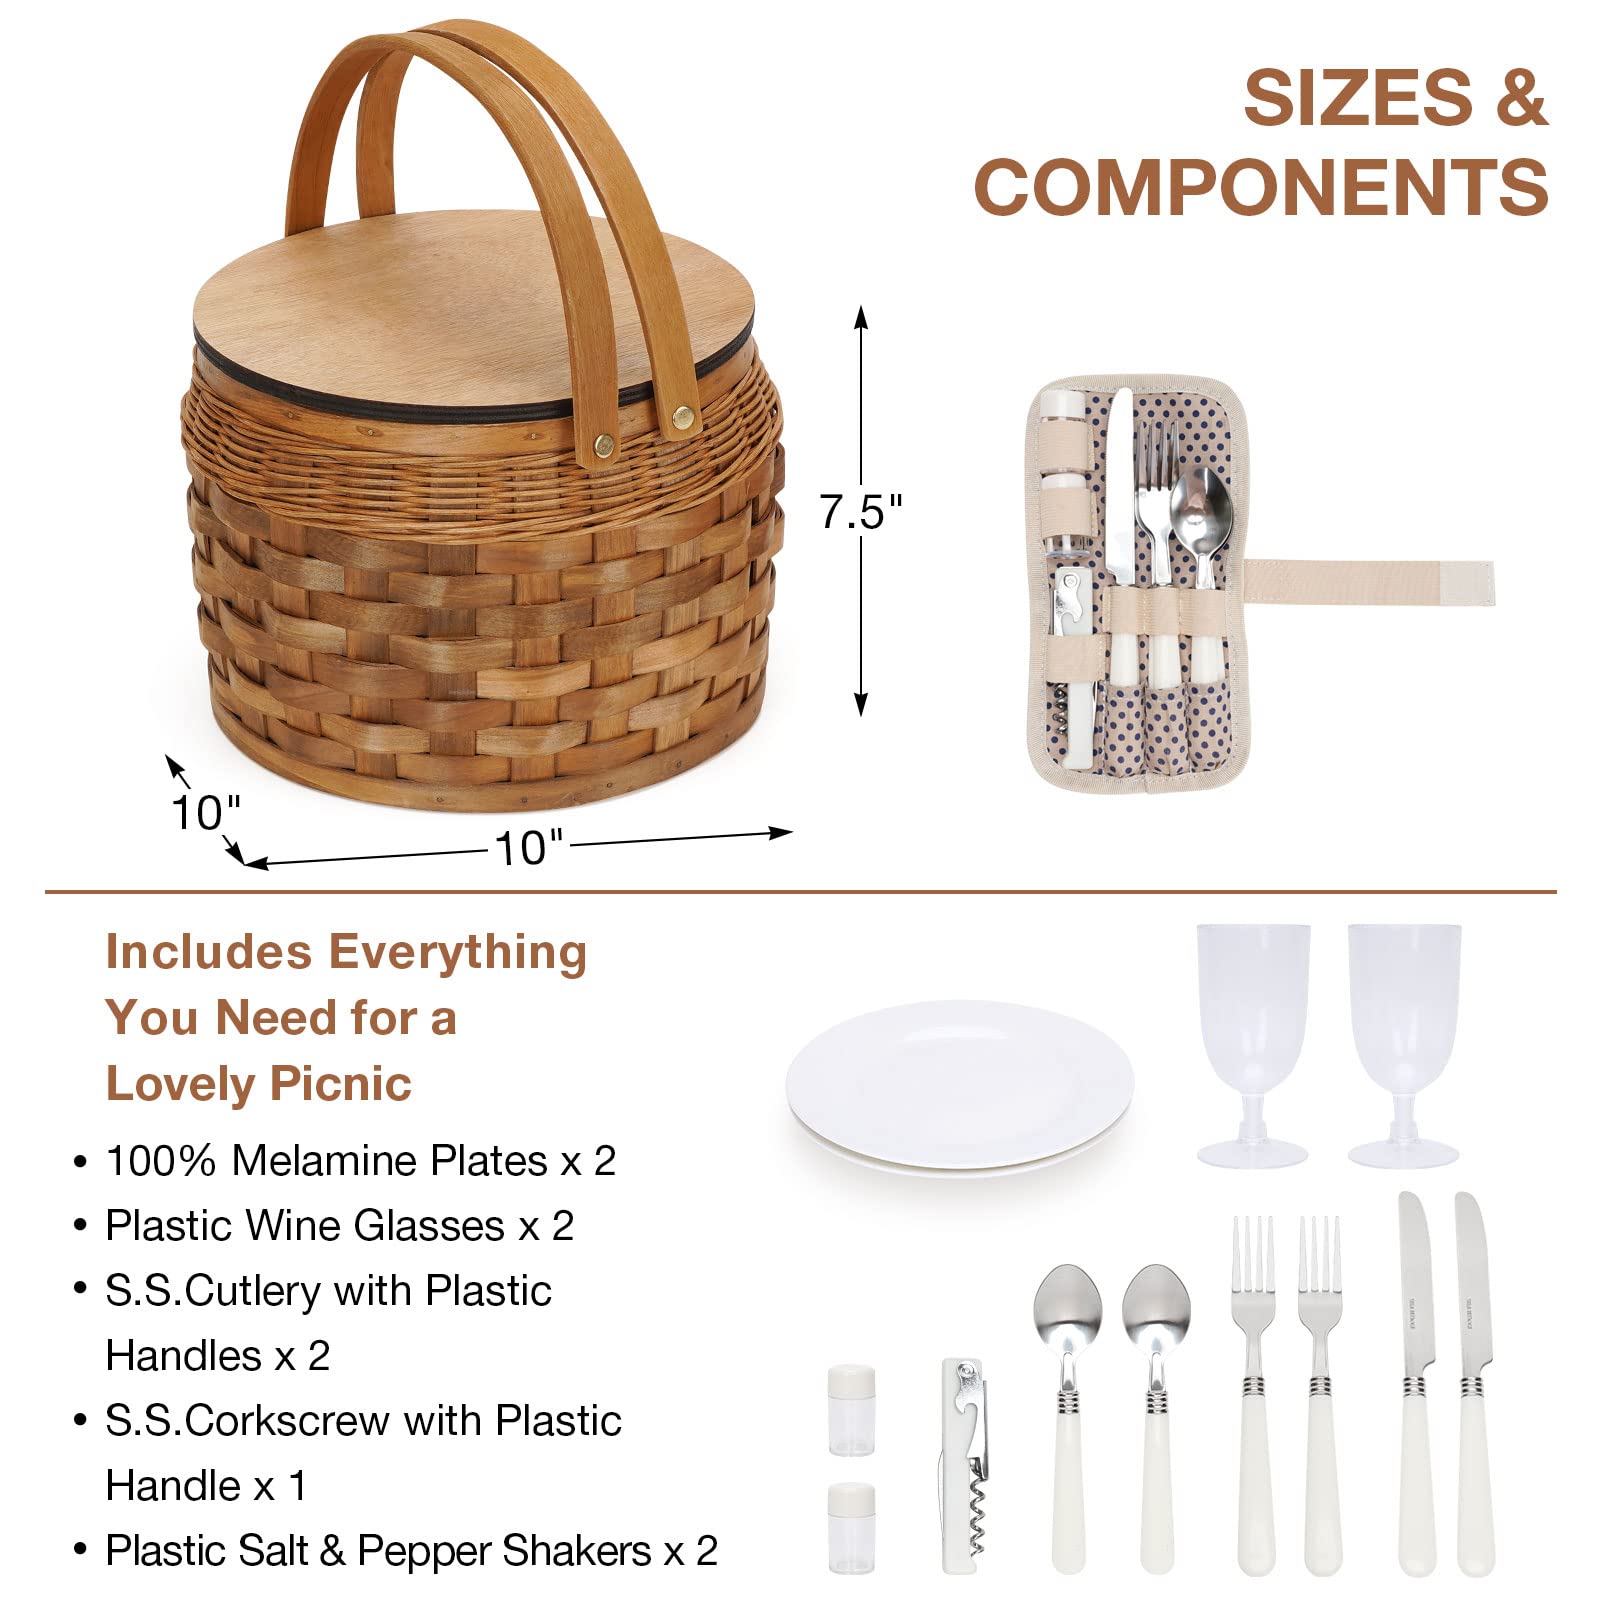 SIZES &
COMPONENTS
7.5"
10"
10"
Includes Everything
You Need for a
Lovely Picnic
• 100% Melamine Plates x 2
• Plastic Wine Glasses x 2
• S.S.Cutlery with Plastic
Handles x 2
• S.S.Corkscrew with Plastic
Handle x 1
• Plastic Salt & Pepper Shakers x 2